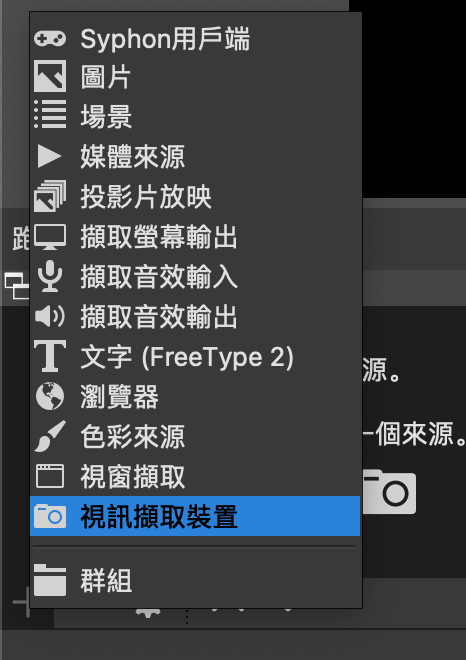 Syphon用戶端
圖片
場景
媒體來源
投影片放映
擷取螢幕輸出
擷取音效輸入
擷取音效輸出
文字 (FreeType 2)
瀏覽器
色彩來源
視窗擷取
視訊擷取裝置
群組
源。
一個來源。